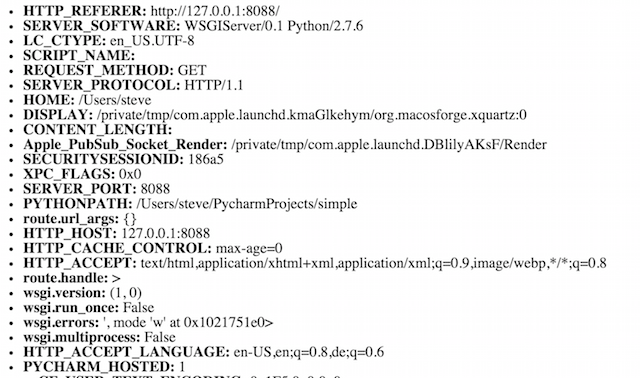 HTTP_REFERER: http://127.0.0.1:8088/
SERVER_SOFTWARE: WSGIServer/0.1 Python/2.7.6
LC_CTYPE: en_US.UTF-8
SCRIPT_NAME:
REQUEST_METHOD: GET
SERVER_PROTOCOL: HTTP/1.1
HOME: /Users/steve
DISPLAY: /private/tmp/com.apple.launchd.kmaGlkehym/org.macosforge.xquartz:0
CONTENT_LENGTH:
Apple_PubSub_Socket_Render: /private/tmp/com.apple.launchd.DBlilyAKsF/Render
SECURITYSESSIONID: 186a5
XPC_FLAGS: 0x0
SERVER_PORT: 8088
PYTHONPATH: /Users/steve/PycharmProjects/simple
route.url_args: {}
HTTP_HOST: 127.0.0.1:8088
HTTP_CACHE_CONTROL: max-age=0
HTTP_ACCEPT: text/html,application/xhtml+xml,application/xml;q=0.9,image/webp,*/*;q=0.8
route.handle: >
wsgi.version: (1, 0)
wsgi.run_once: False
wsgi.errors: ', mode 'w' at 0x1021751e0>
wsgi.multiprocess: False
HTTP_ACCEPT_LANGUAGE: en-US,en;q=0.8,de;q=0.6
PYCHARM_HOSTED: 1